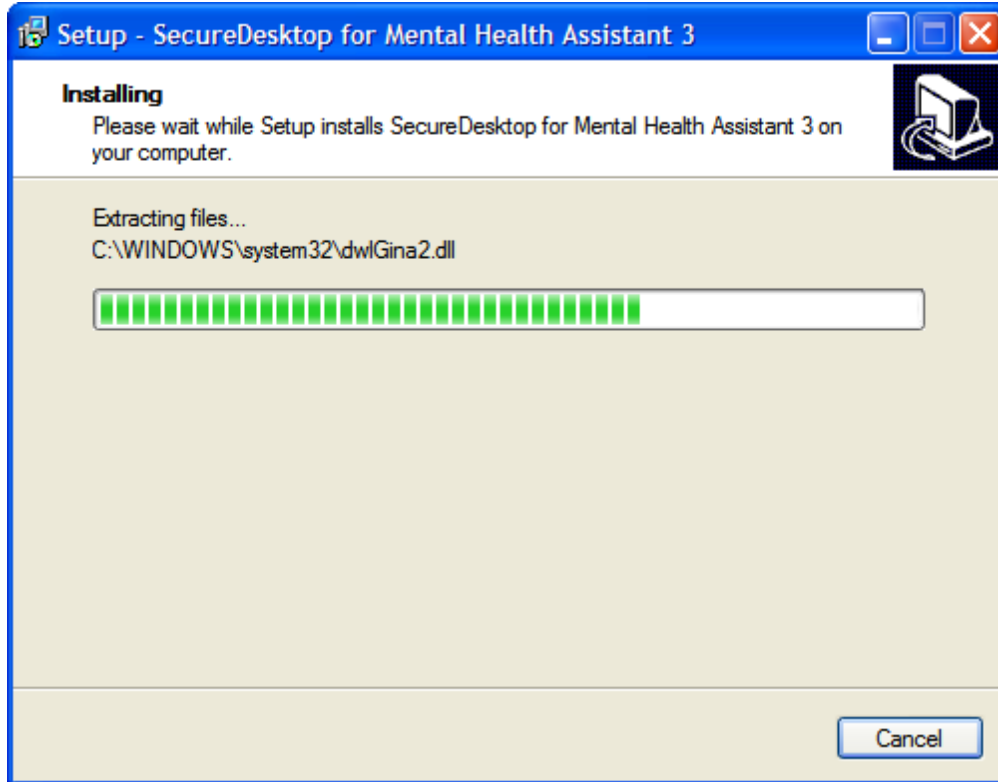 Setup - SecureDesktop for Mental Health Assistant 3
Installing
Please wait while Setup installs SecureDesktop for Mental Health Assistant 3 on
your computer.
Extracting files...
C:\WINDOWS\system32\dwlGina2.dll
Cancel